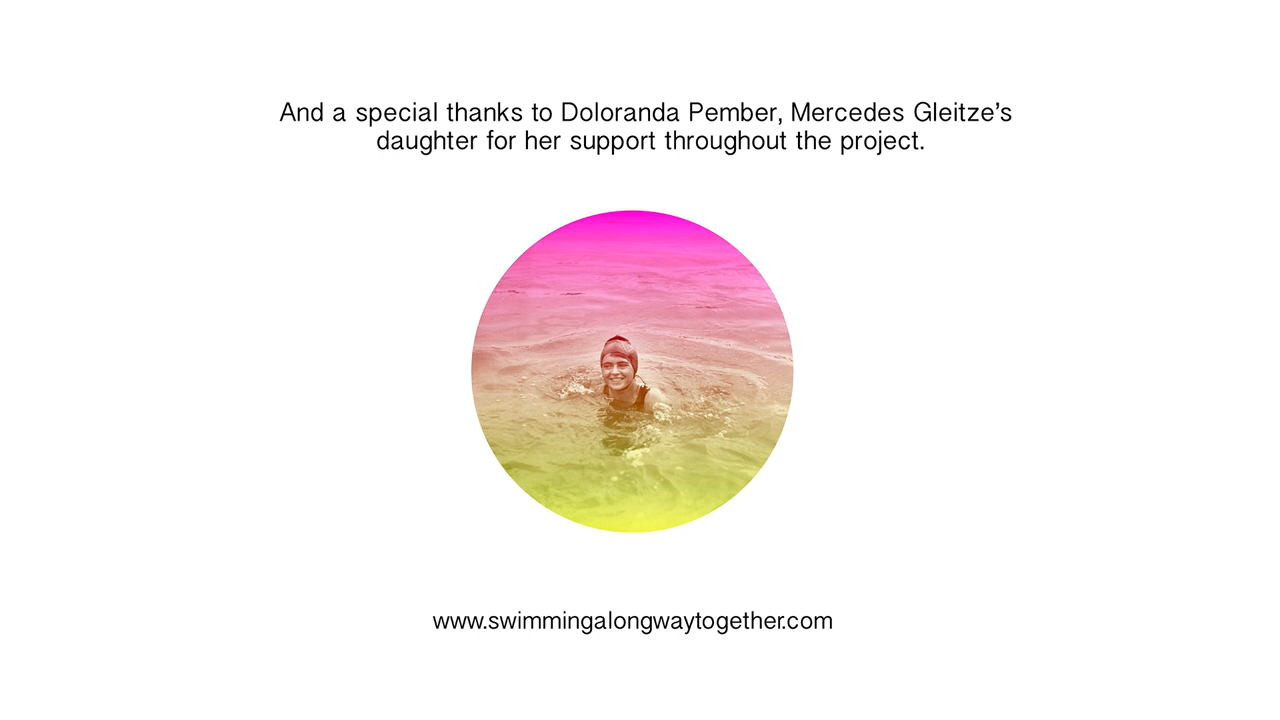 And a special thanks to Doloranda Pember, Mercedes Gleitze’s
daughter for her support throughout the project.
www.swimmingalongwaytogether.com